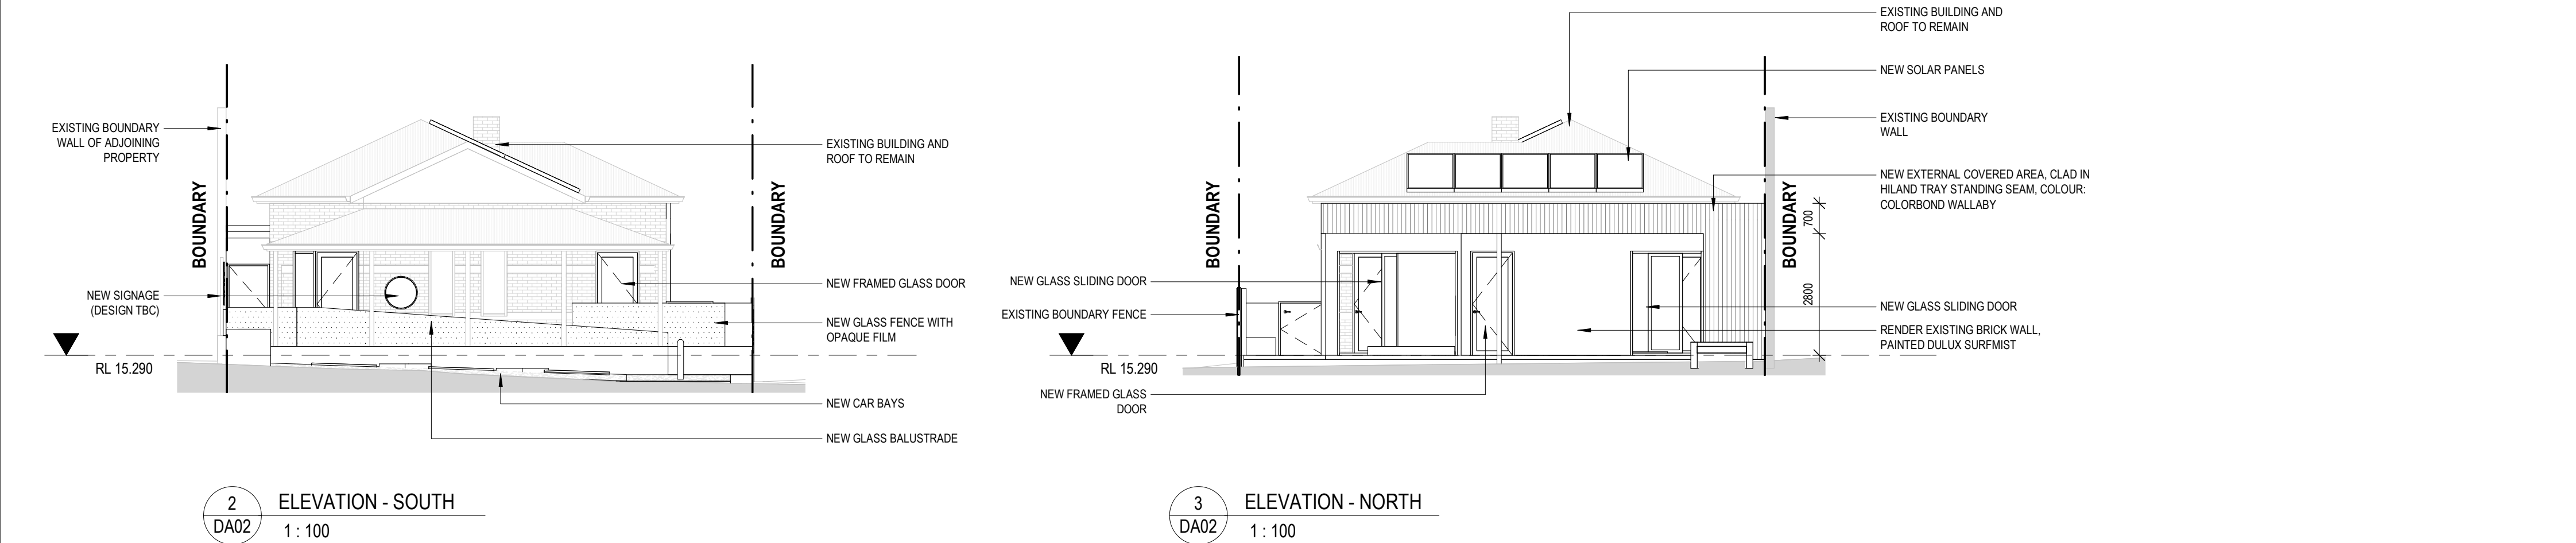 EXISTING BOUNDARY
WALL OF ADJOINING
PROPERTY
BOUNDARY
NEW SIGNAGE
(DESIGN TBC)
RL 15.290
BOUNDARY
EXISTING BUILDING AND
ROOF TO REMAIN
NEW FRAMED GLASS DOOR
NEW GLASS FENCE WITH
OPAQUE FILM
NEW CAR BAYS
NEW GLASS BALUSTRADE
2
DA02
ELEVATION - SOUTH
1 : 100
BOUNDARY
NEW GLASS SLIDING DOOR
EXISTING BOUNDARY FENCE
RL 15.290
NEW FRAMED GLASS
DOOR
EXISTING BUILDING AND
ROOF TO REMAIN
NEW SOLAR PANELS
EXISTING BOUNDARY
WALL
NEW EXTERNAL COVERED AREA, CLAD IN
HILAND TRAY STANDING SEAM, COLOUR:
COLORBOND WALLABY
BOUNDARY
700
2800
NEW GLASS SLIDING DOOR
RENDER EXISTING BRICK WALL,
PAINTED DULUX SURFMIST
3
DA02
ELEVATION - NORTH
1 : 100